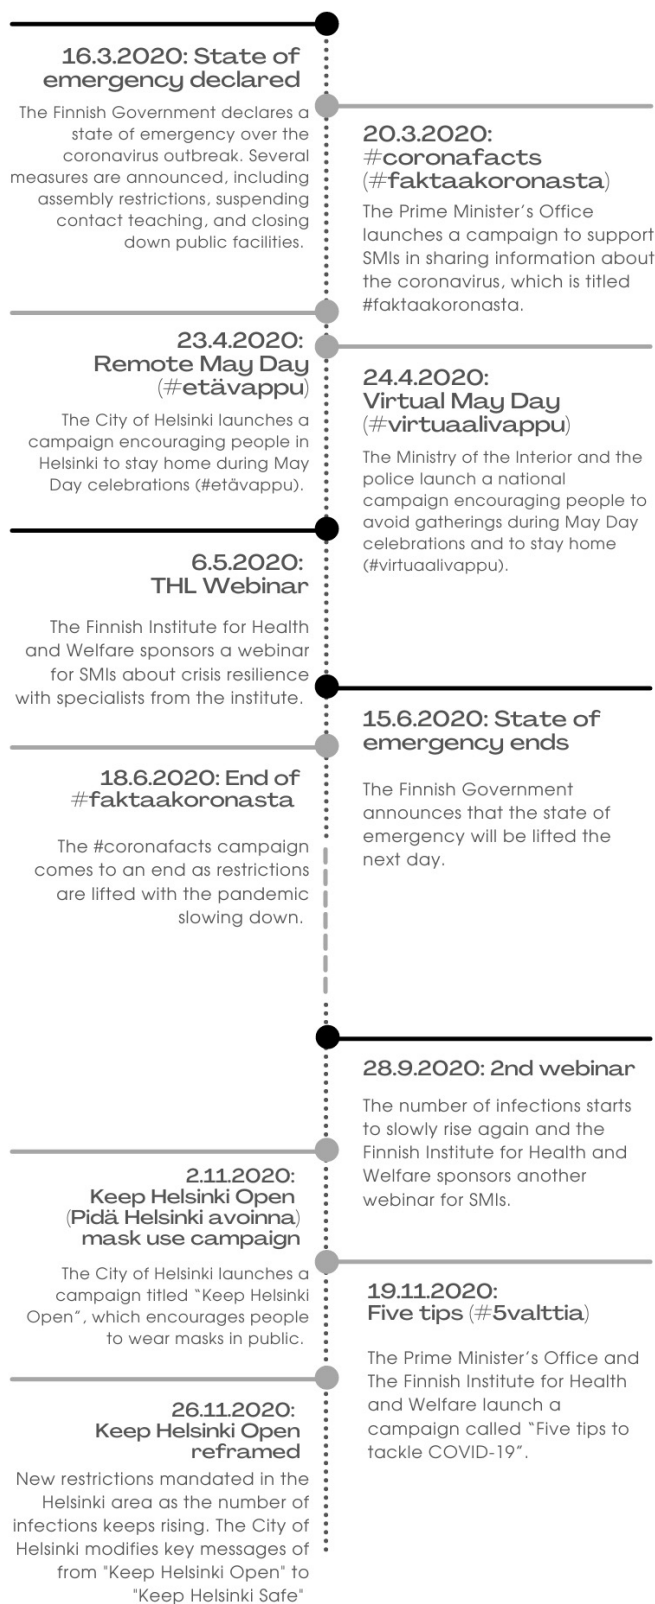 16.3.2020: State of
emergency declared
The Finnish Government declares a
state of emergency over the
coronavirus outbreak. Several
measures are announced, including
assembly restrictions, suspending
contact teaching, and closing
down public facilities.
20.3.2020:
#coronafacts
(#faktaakoronasta)
The Prime Minister's Office
launches a campaign to support
SMIs in sharing information about
the coronavirus, which is titled
#faktaakoronasta.
23.4.2020:
Remote May Day
(#etävappu)
The City of Helsinki launches a
campaign encouraging people in
Helsinki to stay home during May
Day celebrations (#etävappu).
24.4.2020:
Virtual May Day
(#virtuaalivappu)
The Ministry of the Interior and the
police launch a national
campaign encouraging people to
avoid gatherings during May Day
celebrations and to stay home
(#virtuaalivappu).
6.5.2020:
THL Webinar
The Finnish Institute for Health
and Welfare sponsors a webinar
for SMIs about crisis resilience
with specialists from the institute.
15.6.2020: State of
emergency ends
The Finnish Government
announces that the state of
emergency will be lifted the
next day.
18.6.2020: End of
#faktaakoronasta
The #coronafacts campaign
comes to an end as restrictions
are lifted with the pandemic
slowing down.
28.9.2020: 2nd webinar
The number of infections starts
to slowly rise again and the
Finnish Institute for Health and
Welfare sponsors another
webinar for SMIs.
2.11.2020:
Keep Helsinki Open
(Pidä Helsinki avoinna)
mask use campaign
The City of Helsinki launches a
campaign titled “Keep Helsinki
Open”, which encourages people
to wear masks in public.
19.11.2020:
Five tips (#5valttia)
The Prime Minister's Office and
The Finnish Institute for Health
and Welfare launch a
campaign called “Five tips to
tackle COVID-19”.
26.11.2020:
Keep Helsinki Open
reframed
New restrictions mandated in the
Helsinki area as the number of
infections keeps rising. The City of
Helsinki modifies key messages of
from "Keep Helsinki Open" to
"Keep Helsinki Safe"